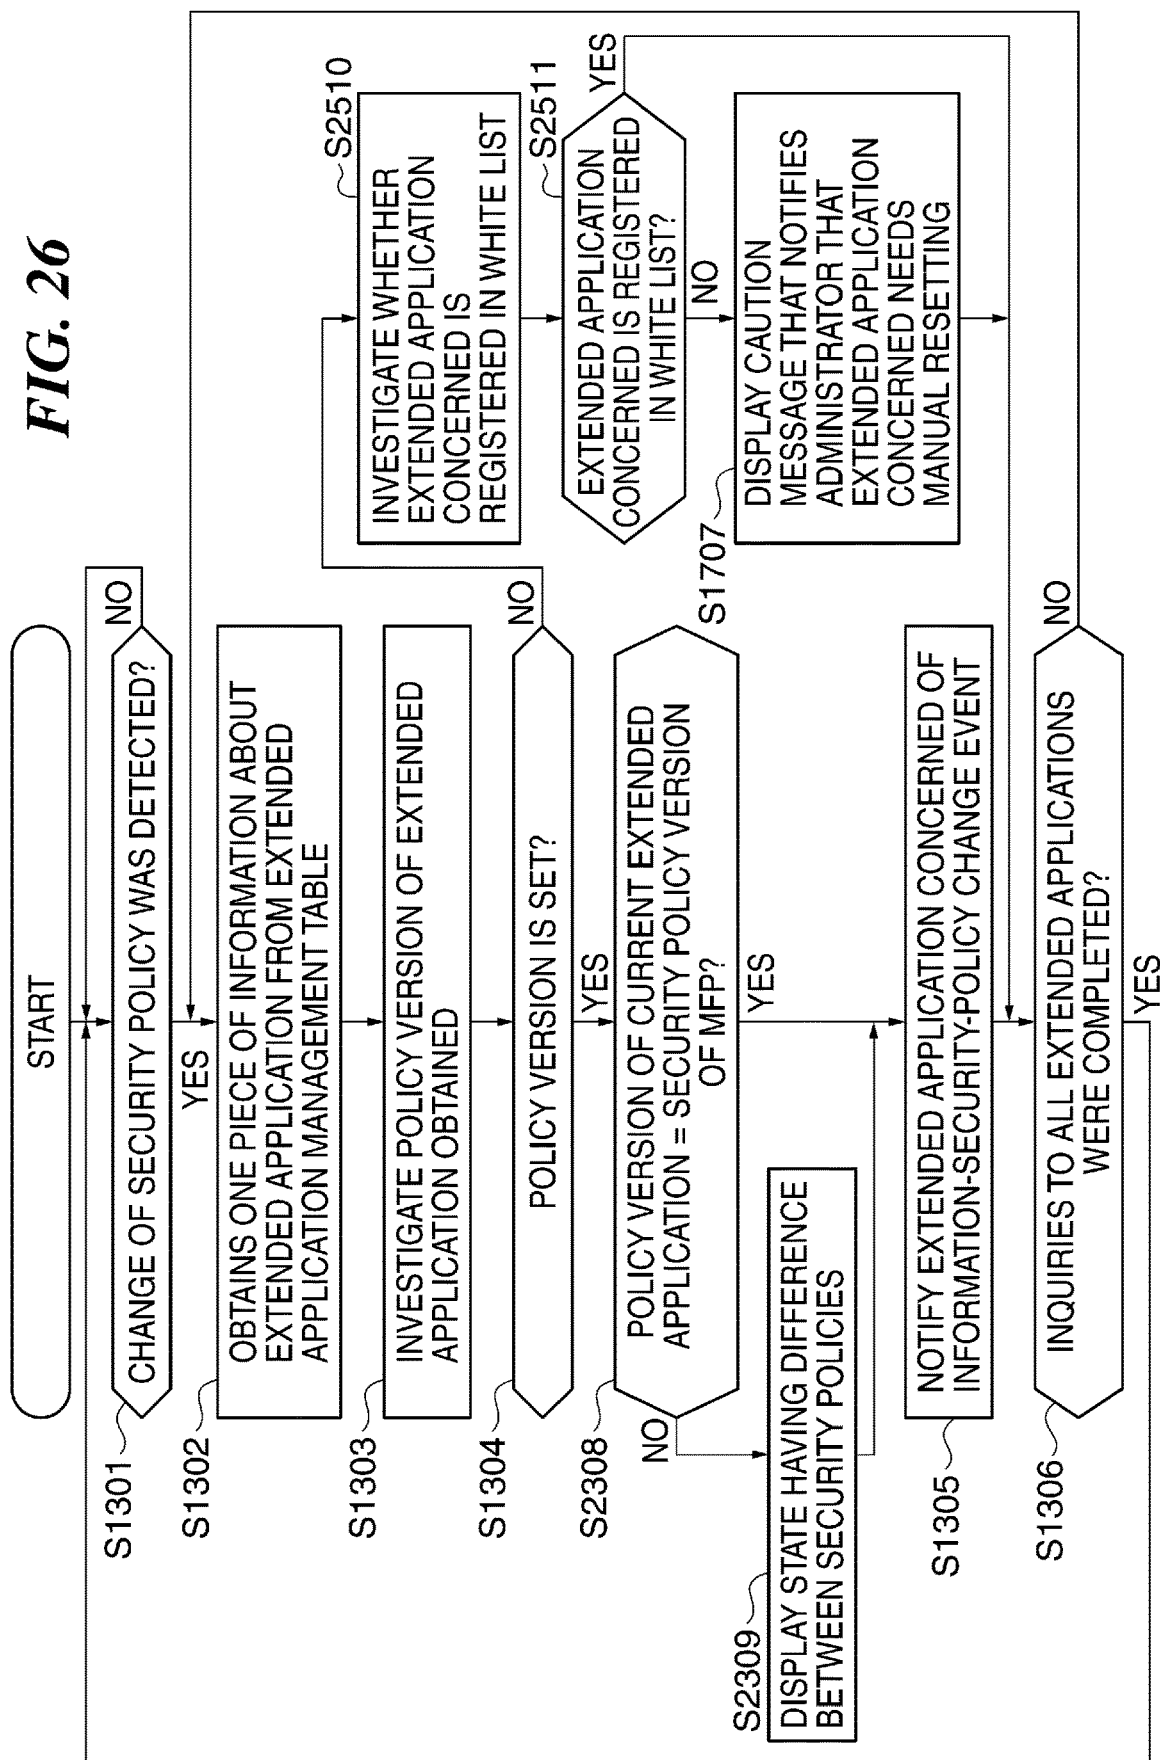 FIG. 26
START
S1301
CHANGE OF SECURITY POLICY WAS DETECTED?
NO
YES
S1302
OBTAINS ONE PIECE OF INFORMATION ABOUT
EXTENDED APPLICATION FROM EXTENDED
APPLICATION MANAGEMENT TABLE
S1303
INVESTIGATE POLICY VERSION OF EXTENDED
APPLICATION OBTAINED
S1304
POLICY VERSION IS SET?
NO
YES
S2308
POLICY VERSION OF CURRENT EXTENDED
APPLICATION = SECURITY POLICY VERSION
OF MFP?
NO
YES
S2309
DISPLAY STATE HAVING DIFFERENCE
BETWEEN SECURITY POLICIES
S1305
NOTIFY EXTENDED APPLICATION CONCERNED OF
INFORMATION-SECURITY-POLICY CHANGE EVENT
S1306
INQUIRIES TO ALL EXTENDED APPLICATIONS
WERE COMPLETED?
NO
YES
S2510
INVESTIGATE WHETHER
EXTENDED APPLICATION
CONCERNED IS
REGISTERED IN WHITE LIST
S2511
EXTENDED APPLICATION
CONCERNED IS REGISTERED
IN WHITE LIST?
YES
NO
S1707
DISPLAY CAUTION
MESSAGE THAT NOTIFIES
ADMINISTRATOR THAT
EXTENDED APPLICATION
CONCERNED NEEDS
MANUAL RESETTING